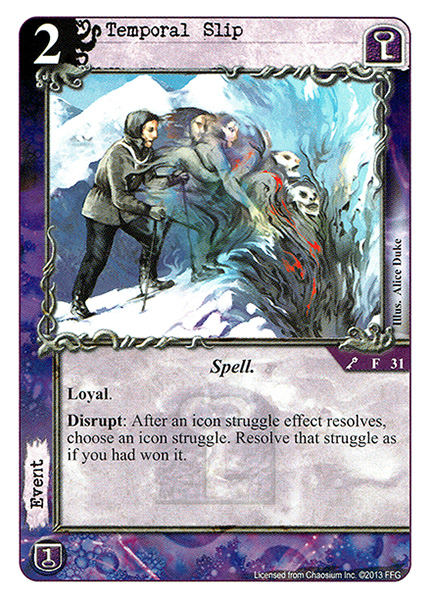 2
Temporal Slip
Illus. Alice Duke
F 31
Spell.
Loyal.
Disrupt: After an icon struggle effect resolves,
choose an icon struggle. Resolve that struggle as
if you had won it.
Event
1
Licensed from Chaosium Inc. ©2013 FFG